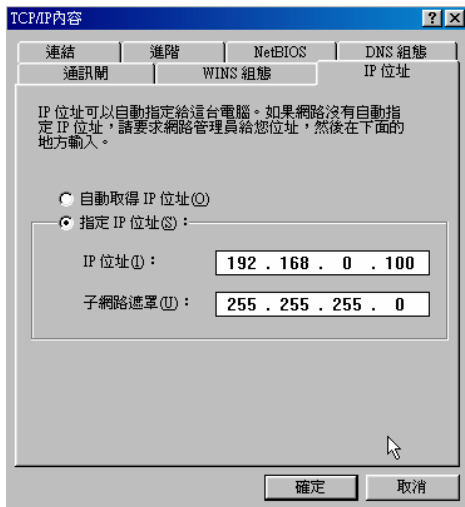 TCP/IP內容
連結 進階 NetBIOS DNS 組態
通訊閘 WINS 組態 IP 位址
IP 位址可以自動指定給這台電腦。如果網路沒有自動指
定 IP 位址，請要求網路管理員給您位址，然後在下面的
地方輸入。
自動取得 IP 位址(O)
指定 IP 位址(S)：
IP 位址(I)： 192 . 168 . 0 . 100
子網路遮罩(U)： 255 . 255 . 255 . 0
確定 取消